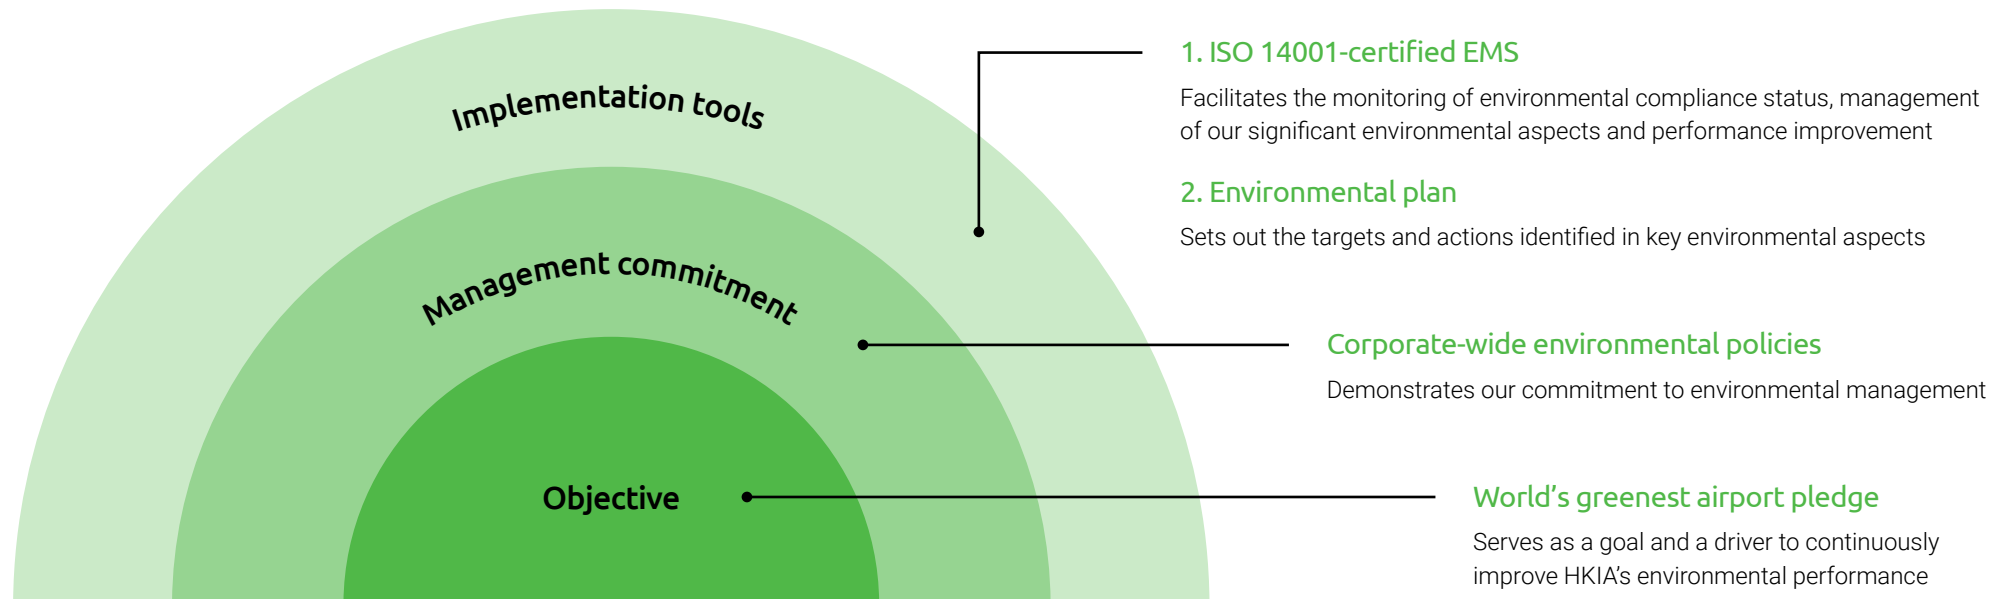 Implementation tools
1. ISO 14001-certified EMS
Facilitates the monitoring of environmental compliance status, management
of our significant environmental aspects and performance improvement
2. Environmental plan
Sets out the targets and actions identified in key environmental aspects
Management commitment
Corporate-wide environmental policies
Demonstrates our commitment to environmental management
Objective
World’s greenest airport pledge
Serves as a goal and a driver to continuously
improve HKIA’s environmental performance